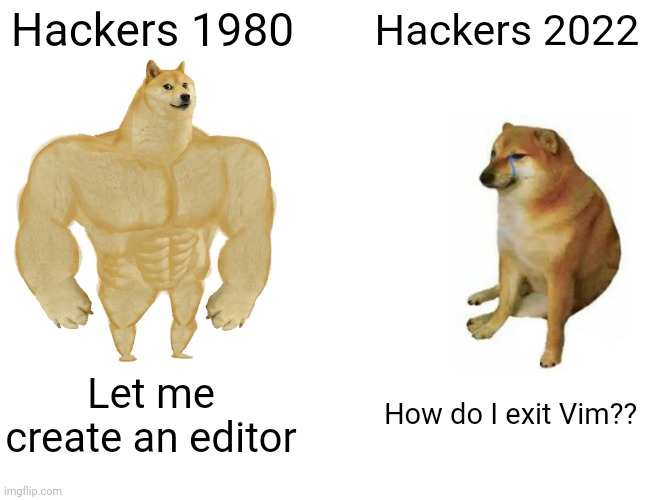 Hackers 1980
Hackers 2022
Let me
create an editor
How do I exit Vim??
imgflip.com